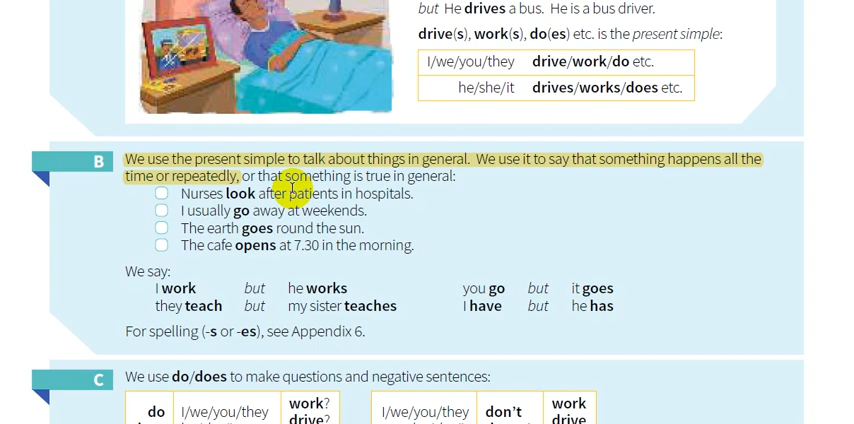 but He drives a bus. He is a bus driver.
drive(s), work(s), do(es) etc. is the present simple:
I/we/you/they drive/work/do etc.
he/she/it drives/works/does etc.
B
We use the present simple to talk about things in general. We use it to say that something happens all the
time or repeatedly, or that something is true in general:
Nurses look after patients in hospitals.
I usually go away at weekends.
The earth goes round the sun.
The cafe opens at 7.30 in the morning.
We say:
I work but he works you go but it goes
they teach but my sister teaches I have but he has
For spelling (-s or -es), see Appendix 6.
C
We use do/does to make questions and negative sentences:
do I/we/you/they work? I/we/you/they don't work
drive? drive